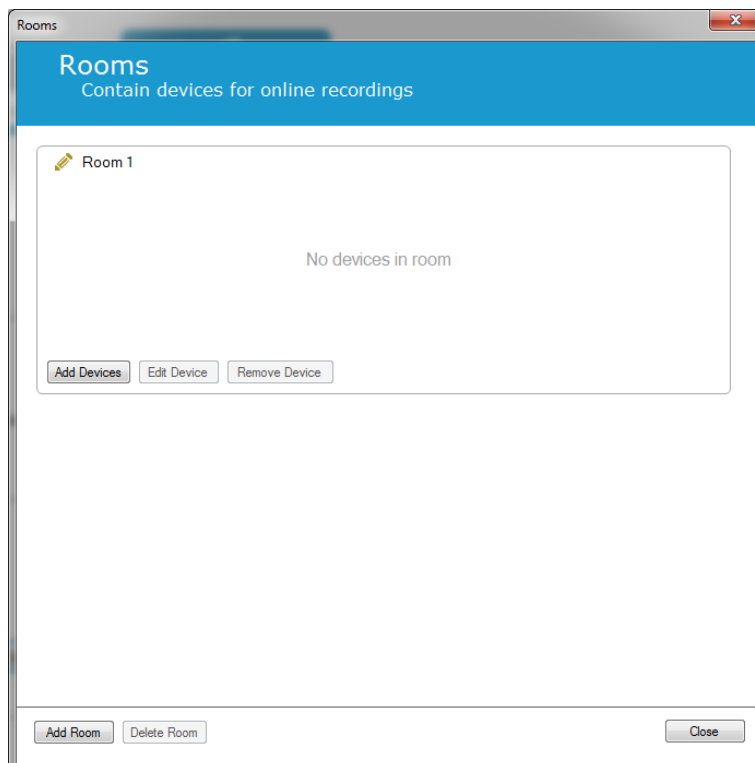 Rooms
Rooms
Contain devices for online recordings
Room 1
No devices in room
Add Devices Edit Device Remove Device
Add Room Delete Room Close